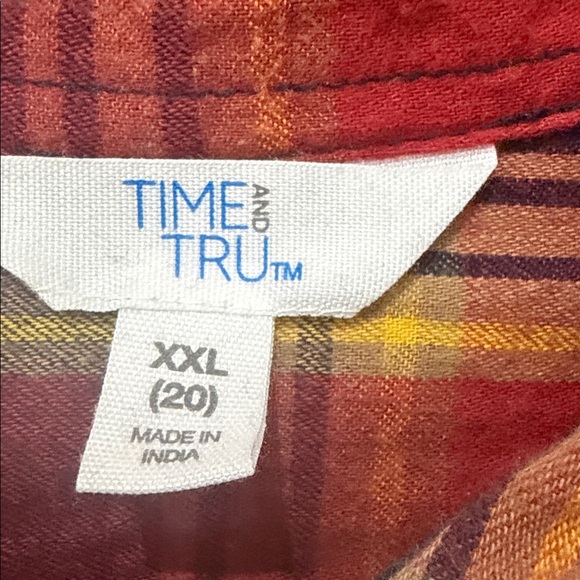 TIME AND
TRU™
XXL
(20)
MADE IN
INDIA